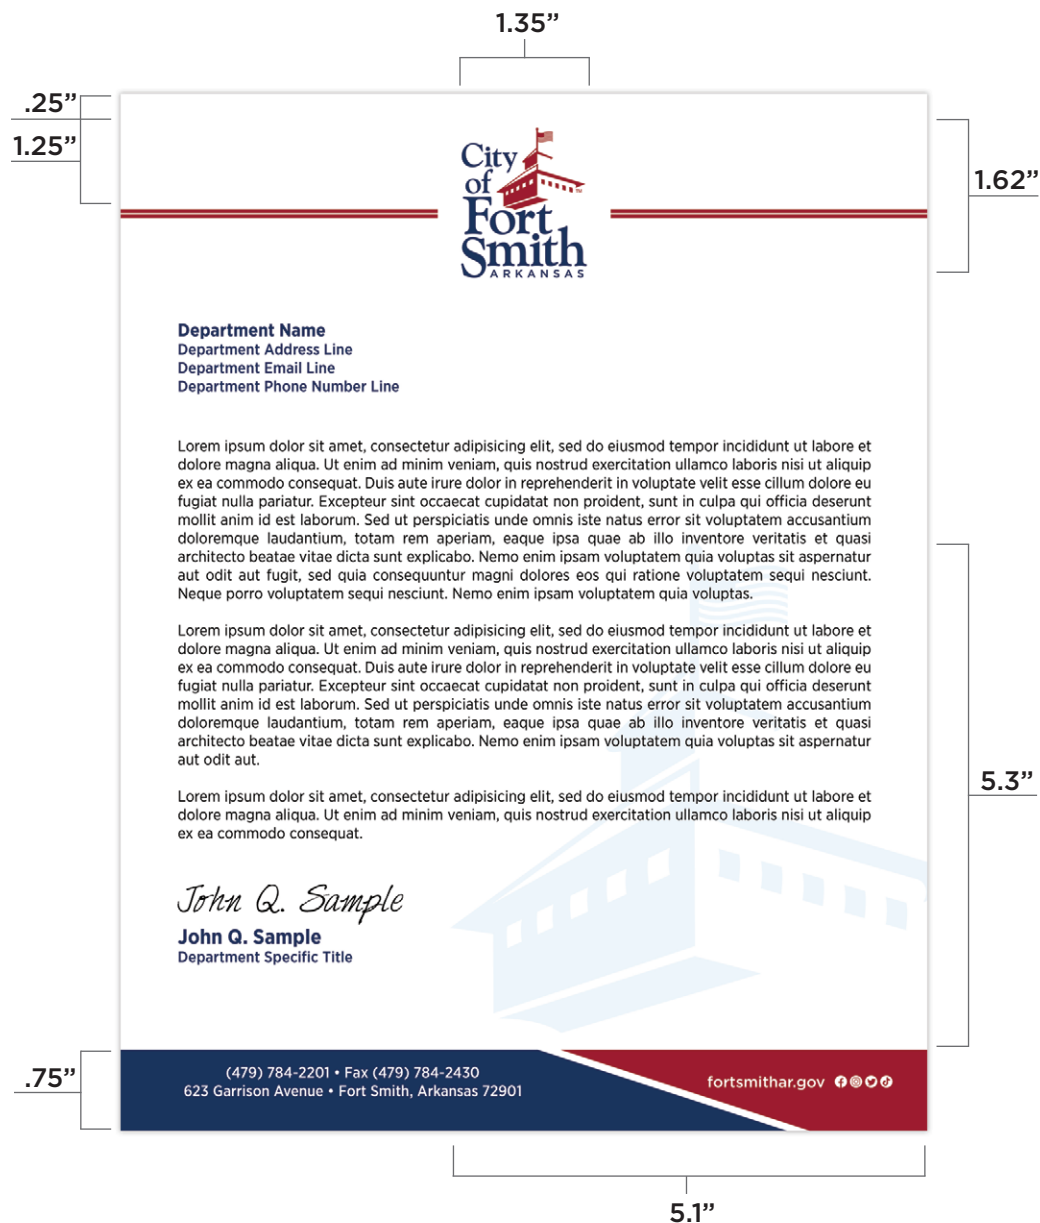 1.35”
.25”
1.25”
1.62”
City
of
Fort
Smith
ARKANSAS
TM
Department Name
Department Address Line
Department Email Line
Department Phone Number Line
Lorem ipsum dolor sit amet, consectetur adipisicing elit, sed do eiusmod tempor incididunt ut labore et
dolore magna aliqua. Ut enim ad minim veniam, quis nostrud exercitation ullamco laboris nisi ut aliquip
ex ea commodo consequat. Duis aute irure dolor in reprehenderit in voluptate velit esse cillum dolore eu
fugiat nulla pariatur. Excepteur sint occaecat cupidatat non proident, sunt in culpa qui officia deserunt
mollit anim id est laborum. Sed ut perspiciatis unde omnis iste natus error sit voluptatem accusantium
doloremque laudantium, totam rem aperiam, eaque ipsa quae ab illo inventore veritatis et quasi
architecto beatae vitae dicta sunt explicabo. Nemo enim ipsam voluptatem quia voluptas sit aspernatur
aut odit aut fugit, sed quia consequuntur magni dolores eos qui ratione voluptatem sequi nesciunt.
Neque porro voluptatem sequi nesciunt. Nemo enim ipsam voluptatem quia voluptas.
Lorem ipsum dolor sit amet, consectetur adipisicing elit, sed do eiusmod tempor incididunt ut labore et
dolore magna aliqua. Ut enim ad minim veniam, quis nostrud exercitation ullamco laboris nisi ut aliquip
ex ea commodo consequat. Duis aute irure dolor in reprehenderit in voluptate velit esse cillum dolore eu
fugiat nulla pariatur. Excepteur sint occaecat cupidatat non proident, sunt in culpa qui officia deserunt
mollit anim id est laborum. Sed ut perspiciatis unde omnis iste natus error sit voluptatem accusantium
doloremque laudantium, totam rem aperiam, eaque ipsa quae ab illo inventore veritatis et quasi
architecto beatae vitae dicta sunt explicabo. Nemo enim ipsam voluptatem quia voluptas sit aspernatur
aut odit aut.
Lorem ipsum dolor sit amet, consectetur adipisicing elit, sed do eiusmod tempor incididunt ut labore et
dolore magna aliqua. Ut enim ad minim veniam, quis nostrud exercitation ullamco laboris nisi ut aliquip
ex ea commodo consequat.
5.3”
John Q. Sample
John Q. Sample
Department Specific Title
.75”
(479) 784-2201 • Fax (479) 784-2430
623 Garrison Avenue • Fort Smith, Arkansas 72901
fortsmithar.gov
5.1”